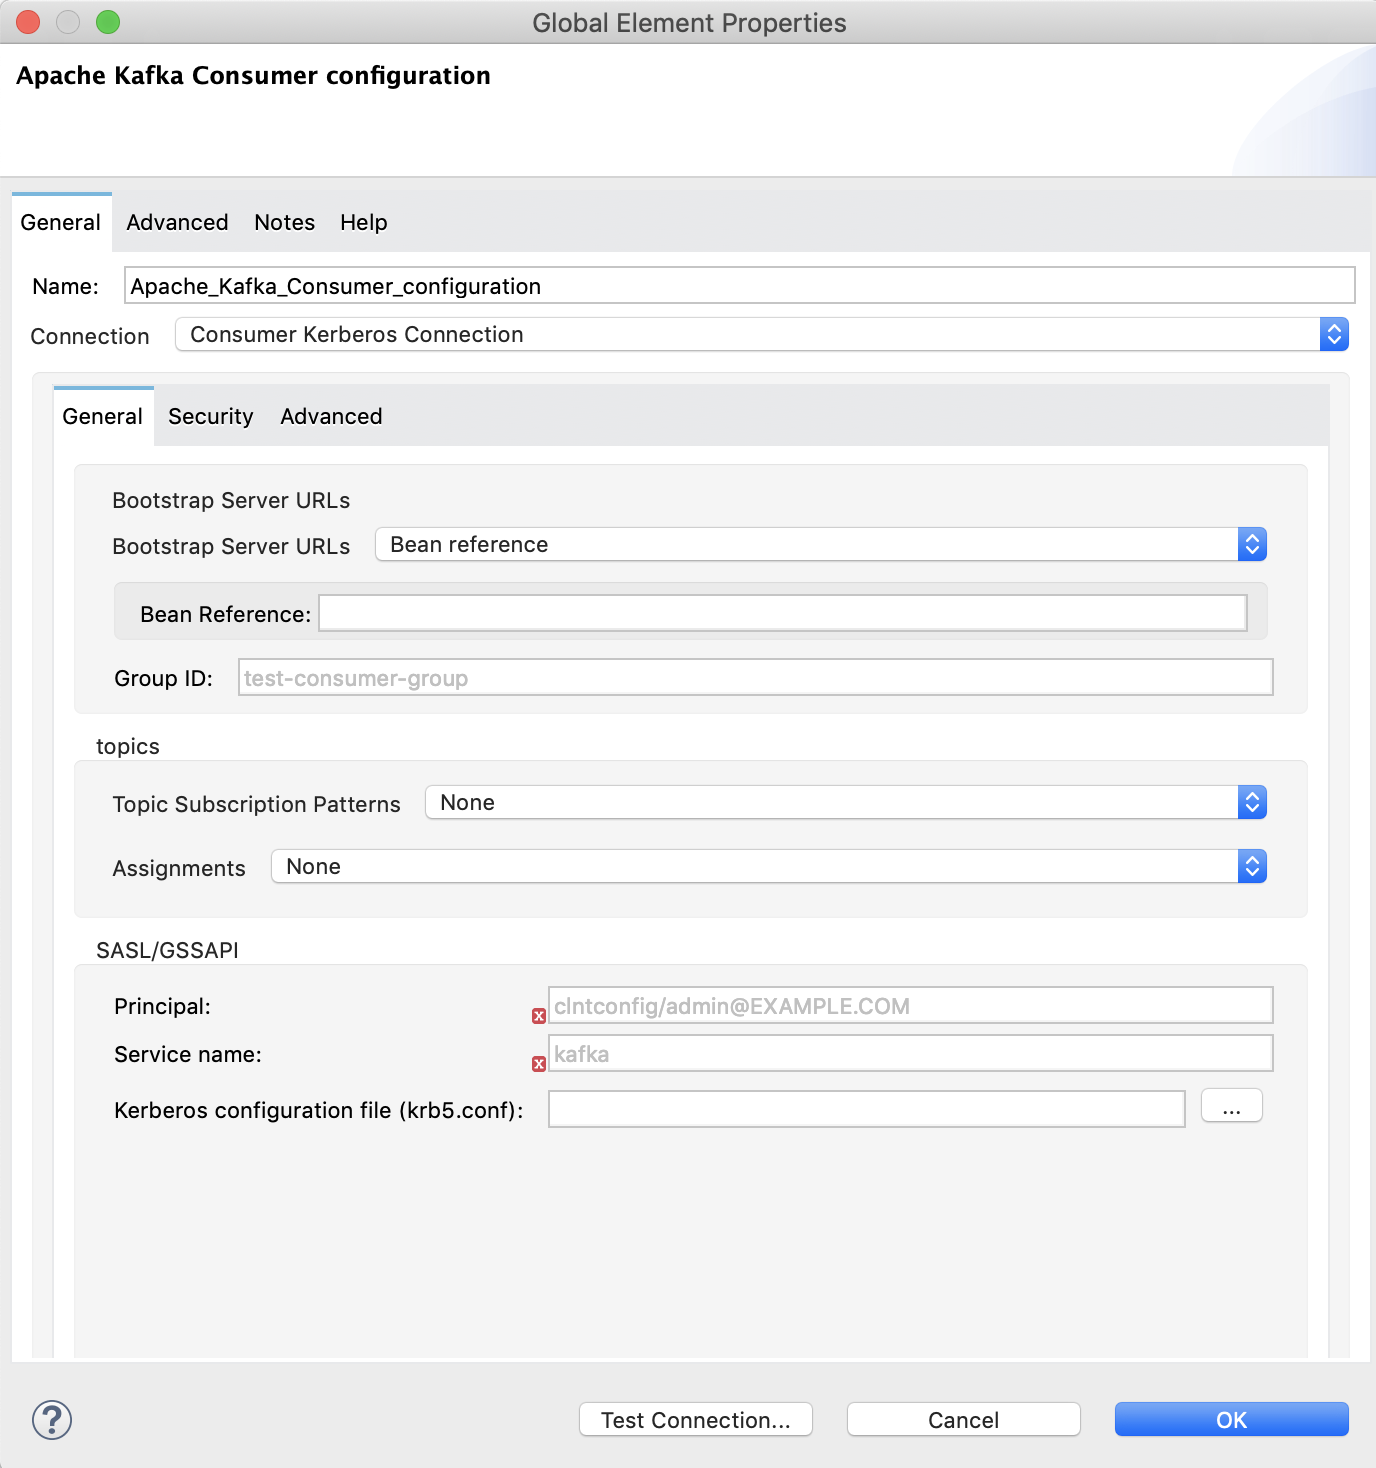 Global Element Properties
Apache Kafka Consumer configuration
General Advanced Notes Help
Name: Apache_Kafka_Consumer_configuration
Connection Consumer Kerberos Connection
General Security Advanced
Bootstrap Server URLs
Bootstrap Server URLs Bean reference
Bean Reference:
Group ID: test-consumer-group
topics
Topic Subscription Patterns None
Assignments None
SASL/GSSAPI
Principal: clntconfig/admin@EXAMPLE.COM
Service name: kafka
Kerberos configuration file (krb5.conf): ...
? Test Connection... Cancel OK